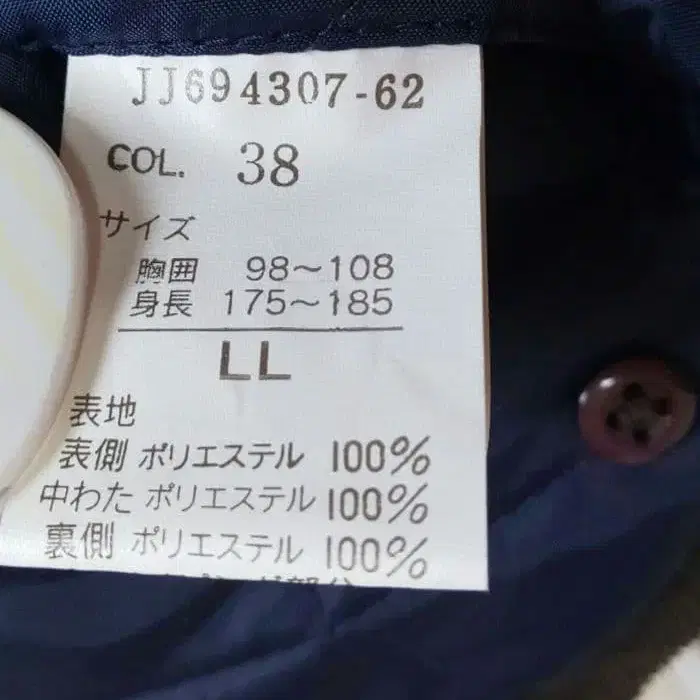 JJ694307-62
COL. 38
サイズ
胸囲 98～108
身長 175～185
LL
表地
表側 ポリエステル 100%
中わた ポリエステル 100%
裏側 ポリエステル 100%